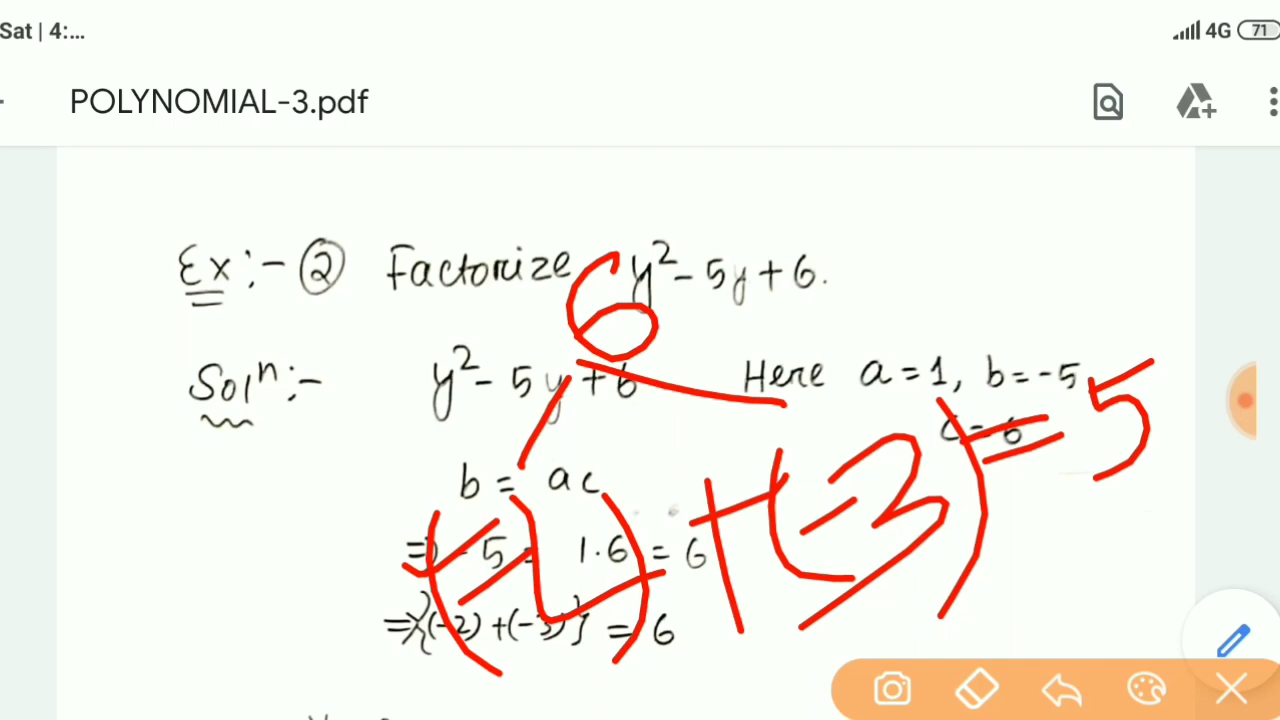 Sat | 4:... 4G 71
POLYNOMIAL-3.pdf
Ex:- ② Factorize y² - 5y + 6.
6
Solⁿ:- y² - 5y + 6 Here a = 1, b = -5
c = 6
b = ac
⇒ - 5 = 1.6 = 6
⇒ {(-2) + (-3)} = 6
+ (-3) = 5